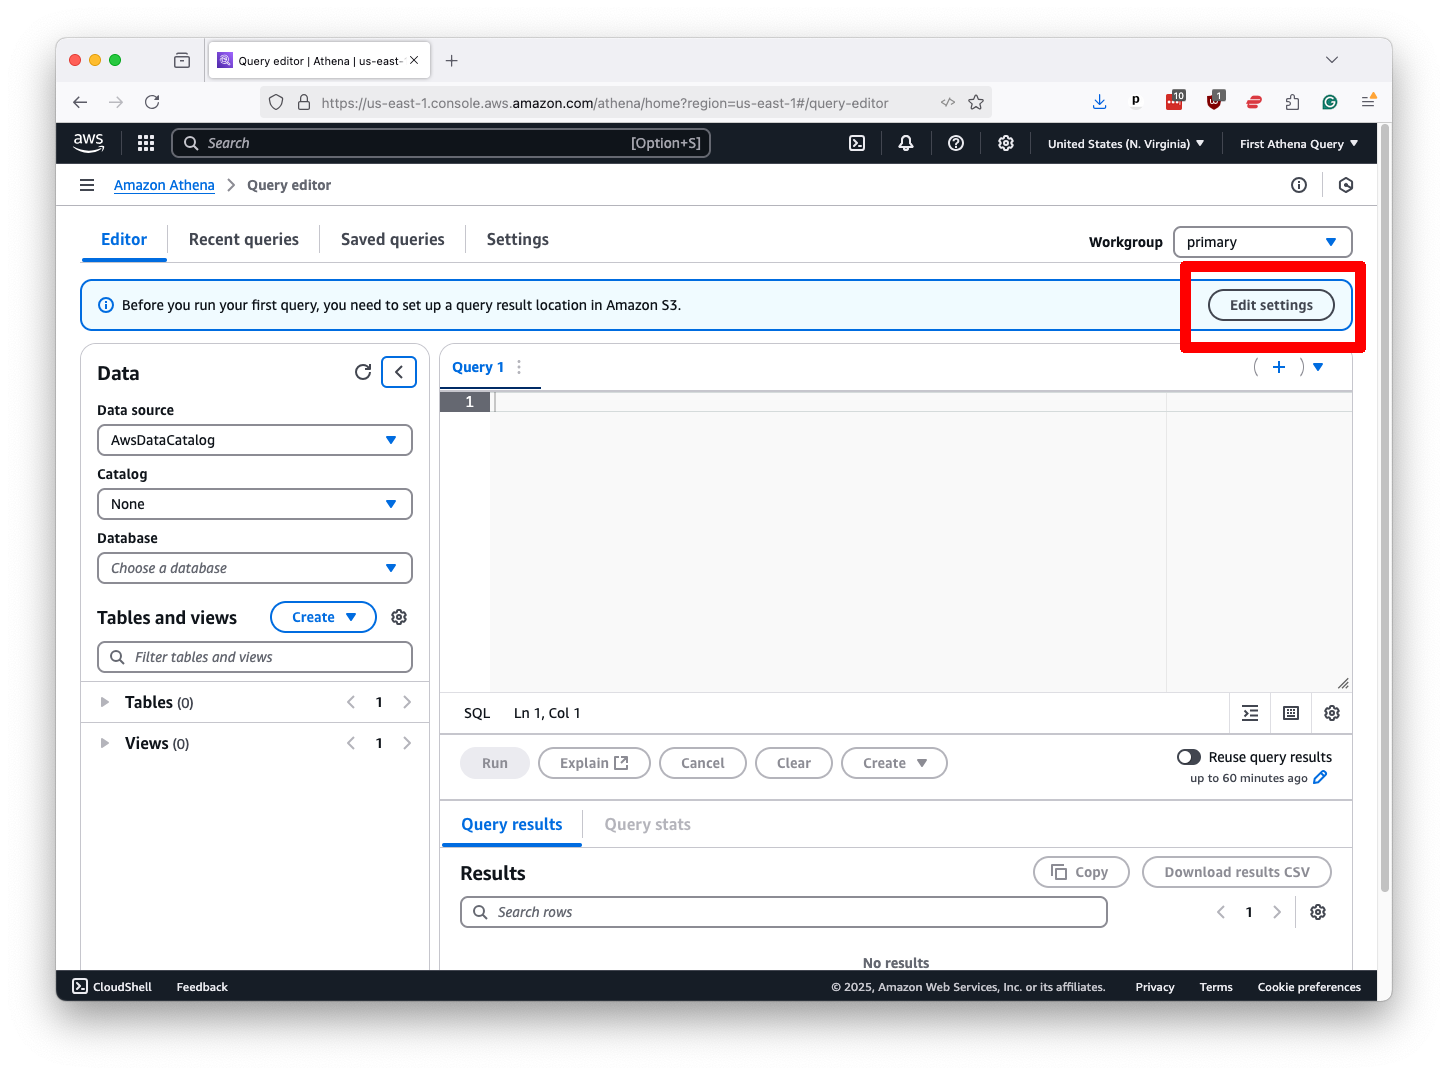 Query editor | Athena | us-east-
https://us-east-1.console.aws.amazon.com/athena/home?region=us-east-1#/query-editor
p
10
1
aws
Search
[Option+S]
United States (N. Virginia)
First Athena Query
Amazon Athena
Query editor
Editor
Recent queries
Saved queries
Settings
Workgroup
primary
Before you run your first query, you need to set up a query result location in Amazon S3.
Edit settings
Data
Data source
AwsDataCatalog
Catalog
None
Database
Choose a database
Tables and views
Create
Filter tables and views
Tables (0)
1
Views (0)
1
Query 1
1
SQL
Ln 1, Col 1
Run
Explain
Cancel
Clear
Create
Reuse query results
up to 60 minutes ago
Query results
Query stats
Results
Copy
Download results CSV
Search rows
1
No results
CloudShell
Feedback
© 2025, Amazon Web Services, Inc. or its affiliates.
Privacy
Terms
Cookie preferences